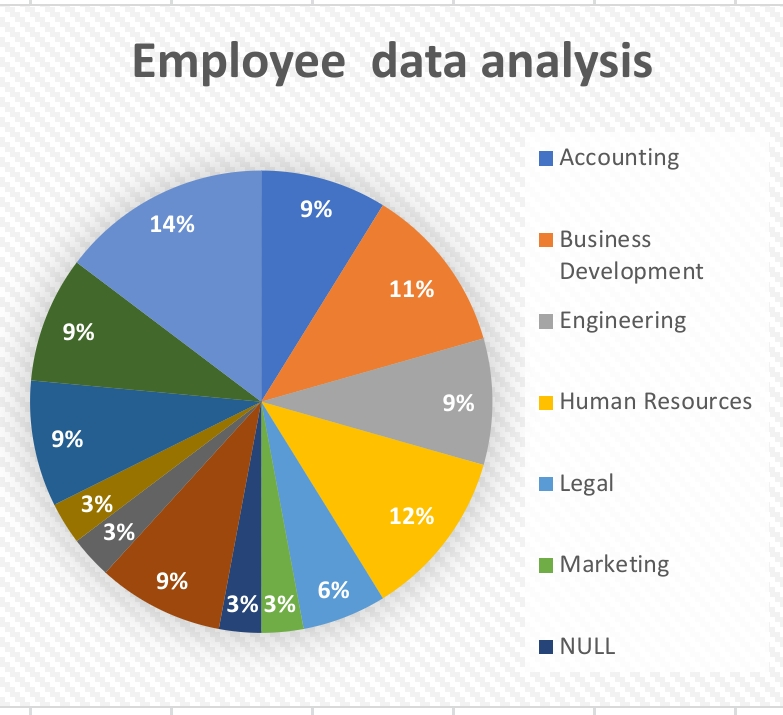 Employee  data analysis
Accounting
Business
Development
Engineering
Human Resources
Legal
Marketing
NULL
9%
11%
9%
12%
6%
3%
3%
9%
3%
3%
9%
9%
14%